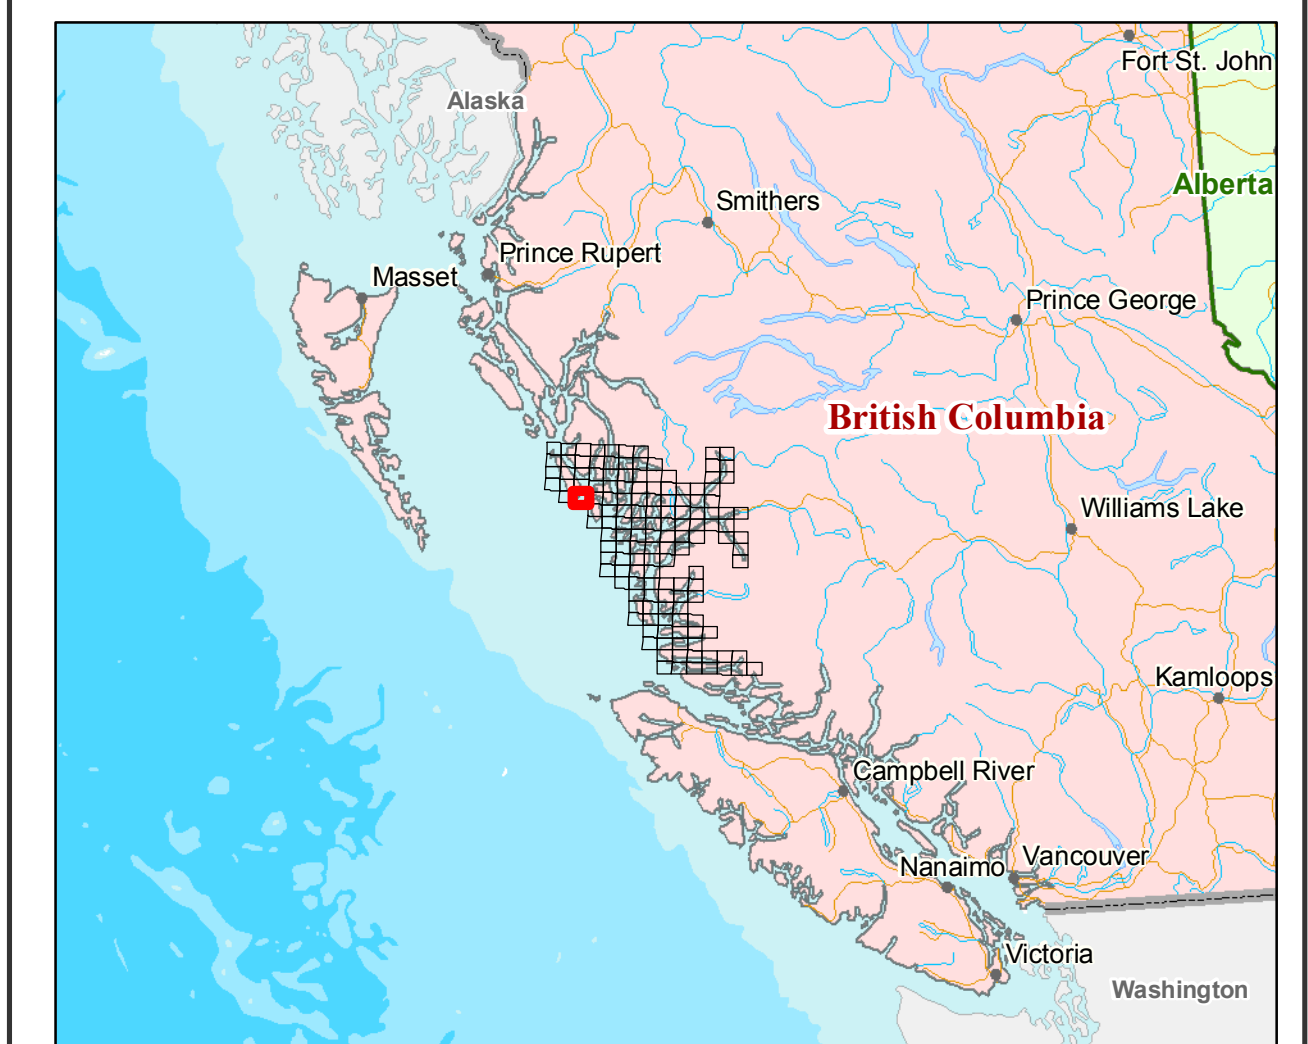 Fort St. John
Alaska
Alberta
Smithers
Prince Rupert
Masset
Prince George
British Columbia
Williams Lake
Kamloops
Campbell River
Vancouver
Nanaimo
Victoria
Washington